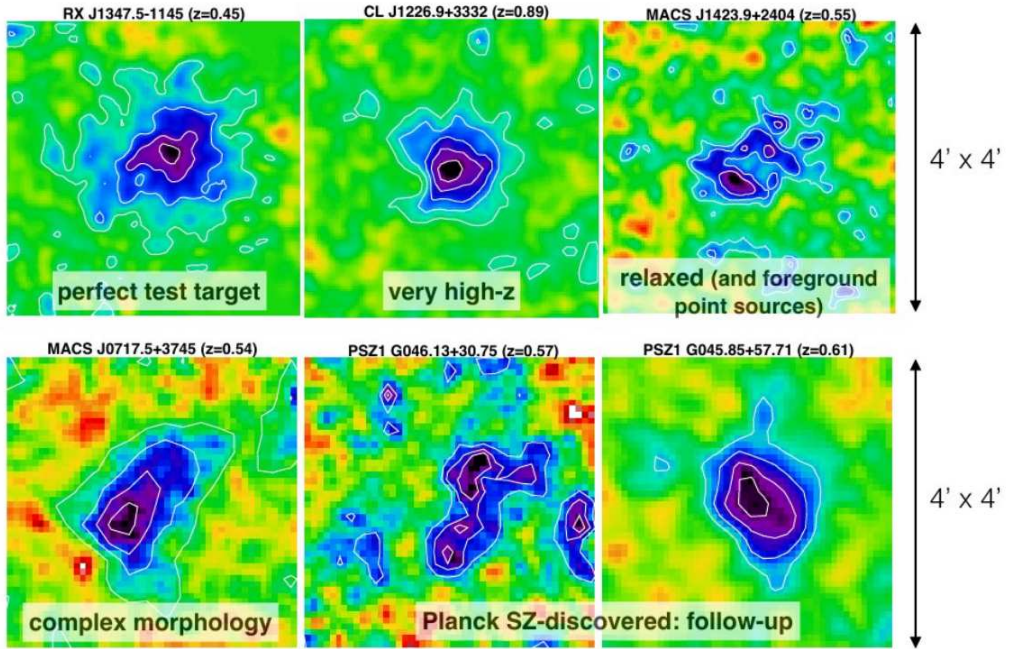 RX J1347.5-1145 (z=0.45)
CL J1226.9+3332 (z=0.89)
MACS J1423.9+2404 (z=0.55)
4' x 4'
perfect test target
very high-z
relaxed (and foreground
point sources)
MACS J0717.5+3745 (z=0.54)
PSZ1 G046.13+30.75 (z=0.57)
PSZ1 G045.85+57.71 (z=0.61)
4' x 4'
complex morphology
Planck SZ-discovered: follow-up